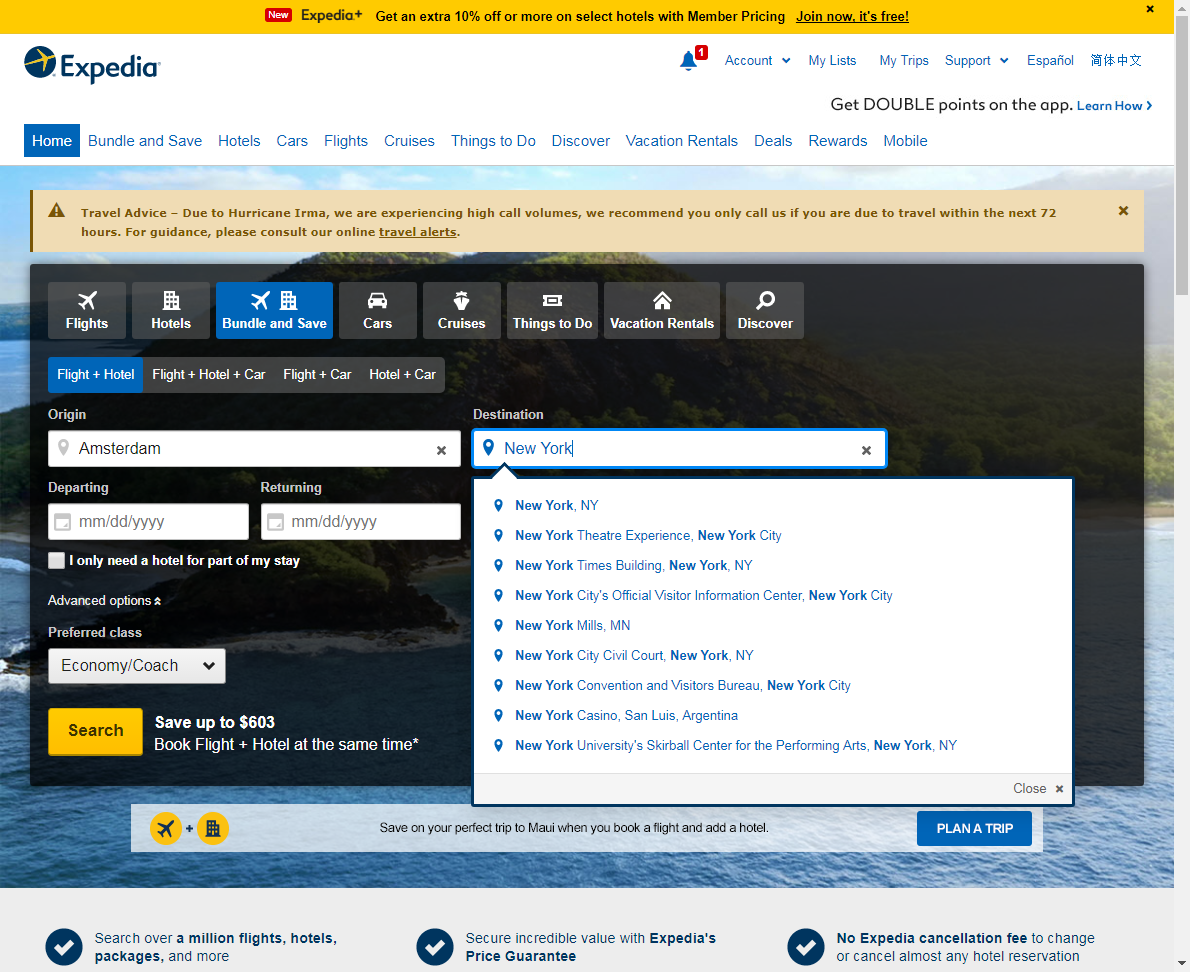 New Expedia+ Get an extra 10% off or more on select hotels with Member Pricing Join now, it's free!
Expedia
1 Account My Lists My Trips Support Español 简体中文
Get DOUBLE points on the app. Learn How
Home Bundle and Save Hotels Cars Flights Cruises Things to Do Discover Vacation Rentals Deals Rewards Mobile
Travel Advice – Due to Hurricane Irma, we are experiencing high call volumes, we recommend you only call us if you are due to travel within the next 72
hours. For guidance, please consult our online travel alerts.
Flights Hotels Bundle and Save Cars Cruises Things to Do Vacation Rentals Discover
Flight + Hotel Flight + Hotel + Car Flight + Car Hotel + Car
Origin Destination
Amsterdam New York
Departing Returning
mm/dd/yyyy mm/dd/yyyy
I only need a hotel for part of my stay
Advanced options
Preferred class
Economy/Coach
Search
Save up to $603
Book Flight + Hotel at the same time*
New York, NY
New York Theatre Experience, New York City
New York Times Building, New York, NY
New York City's Official Visitor Information Center, New York City
New York Mills, MN
New York City Civil Court, New York, NY
New York Convention and Visitors Bureau, New York City
New York Casino, San Luis, Argentina
New York University's Skirball Center for the Performing Arts, New York, NY
Close
+ Save on your perfect trip to Maui when you book a flight and add a hotel. PLAN A TRIP
Search over a million flights, hotels,
packages, and more
Secure incredible value with Expedia's
Price Guarantee
No Expedia cancellation fee to change
or cancel almost any hotel reservation